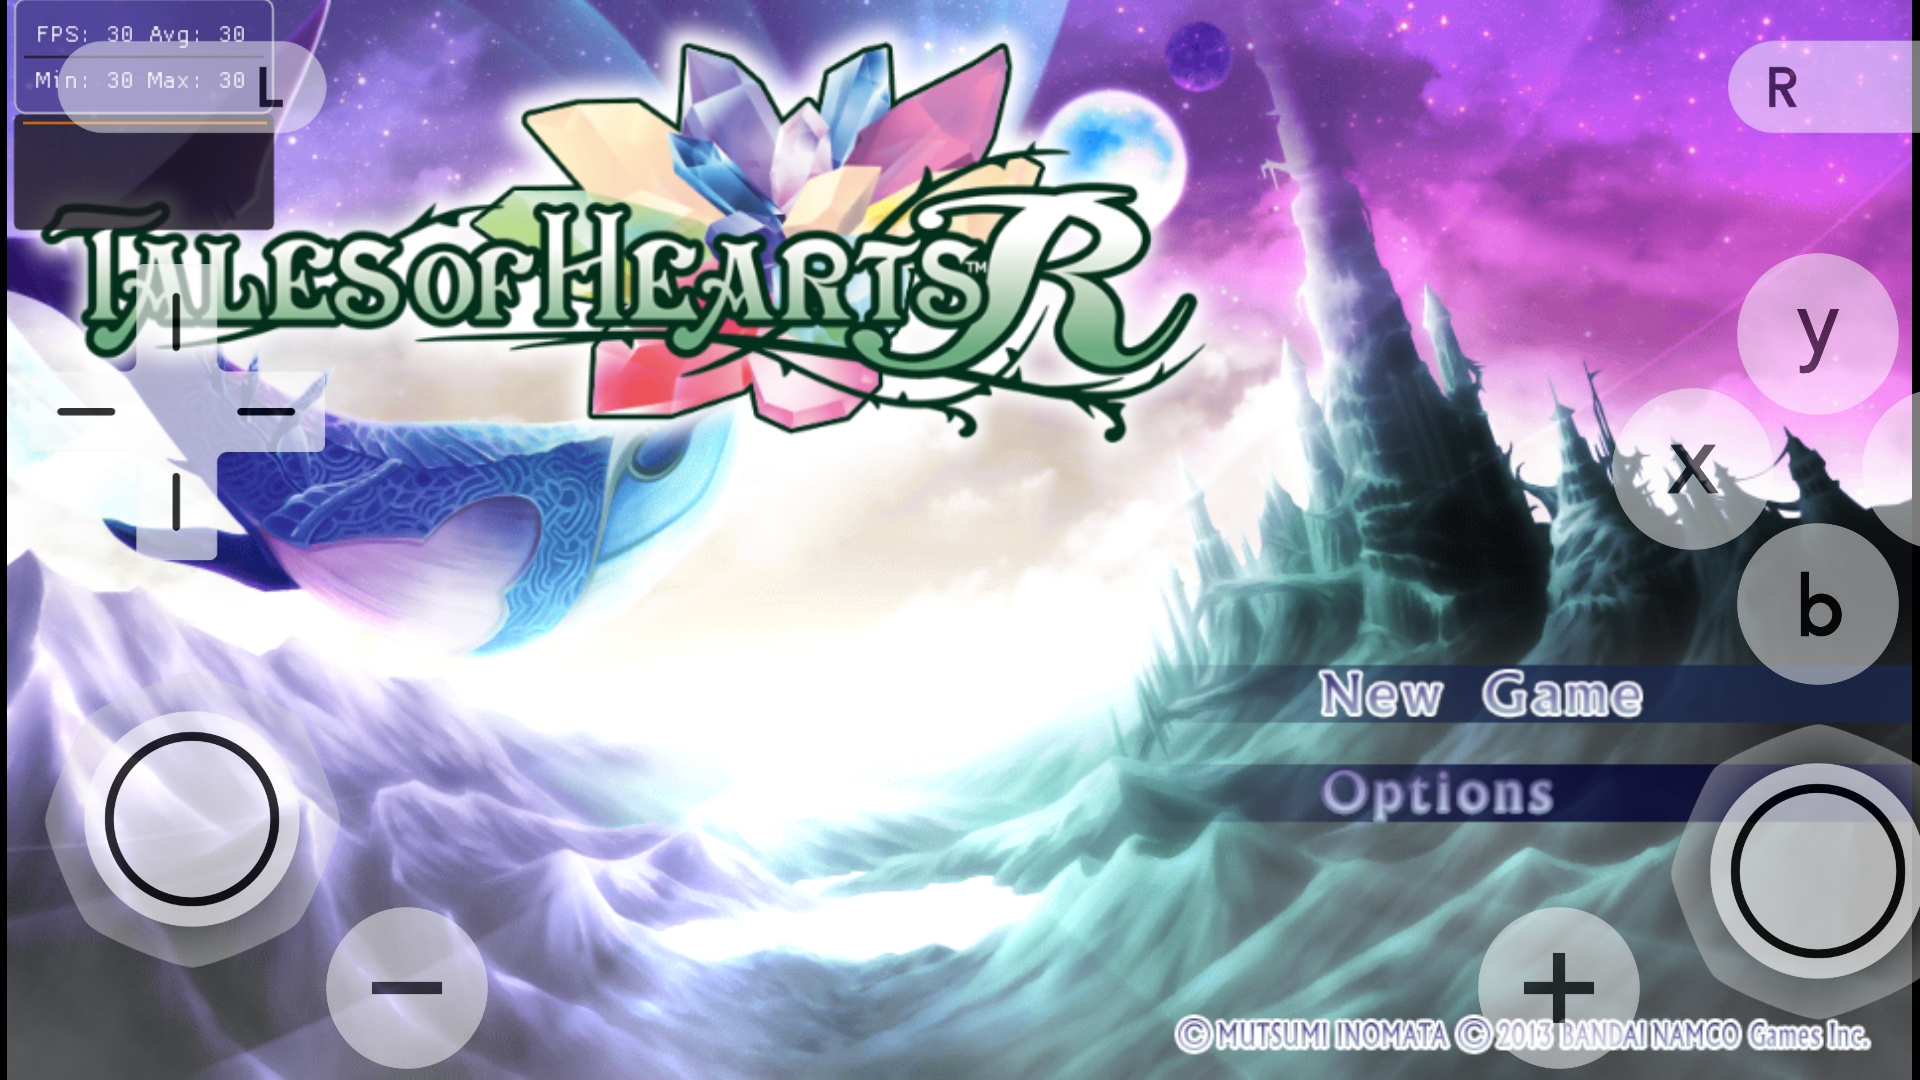 FPS: 30 Avg: 30
Min: 30 Max: 30
L
R
TALES OF HEARTS R
TM
y
x
b
New Game
Options
© MUTSUMI INOMATA © 2013 BANDAI NAMCO Games Inc.